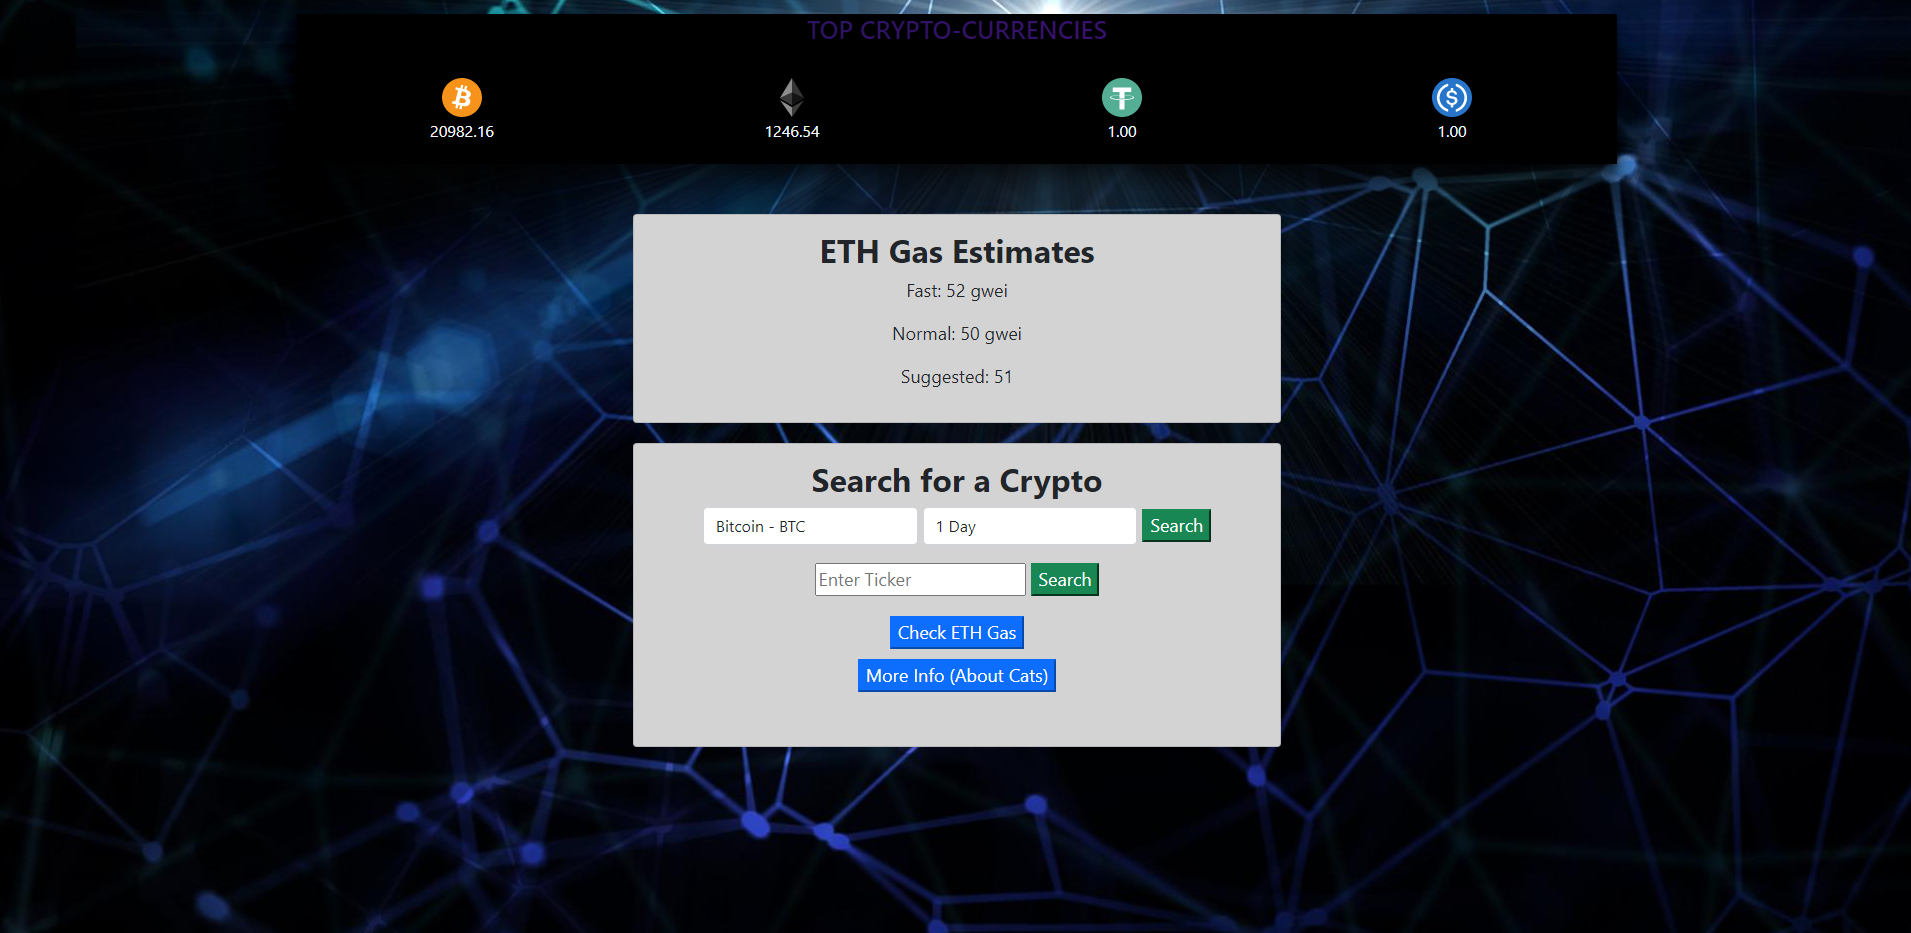 TOP CRYPTO-CURRENCIES
20982.16 1246.54 1.00 1.00
ETH Gas Estimates
Fast: 52 gwei
Normal: 50 gwei
Suggested: 51
Search for a Crypto
Bitcoin - BTC 1 Day Search
Enter Ticker Search
Check ETH Gas
More Info (About Cats)